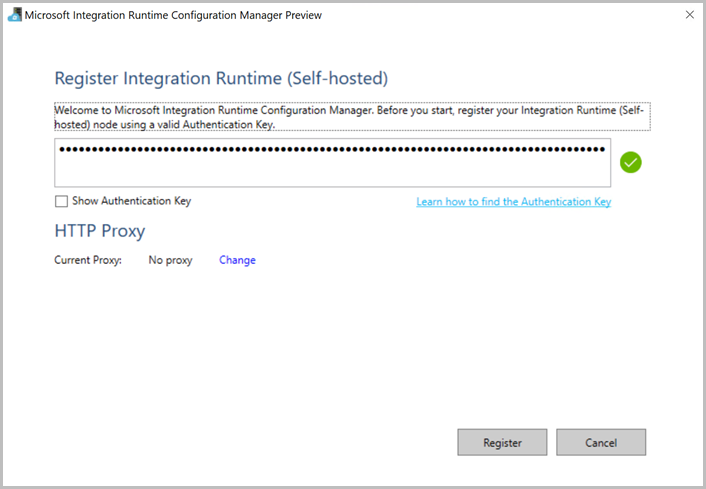 Microsoft Integration Runtime Configuration Manager Preview
Register Integration Runtime (Self-hosted)
Welcome to Microsoft Integration Runtime Configuration Manager. Before you start, register your Integration Runtime (Self-
hosted) node using a valid Authentication Key.
Show Authentication Key
Learn how to find the Authentication Key
HTTP Proxy
Current Proxy: No proxy Change
Register Cancel